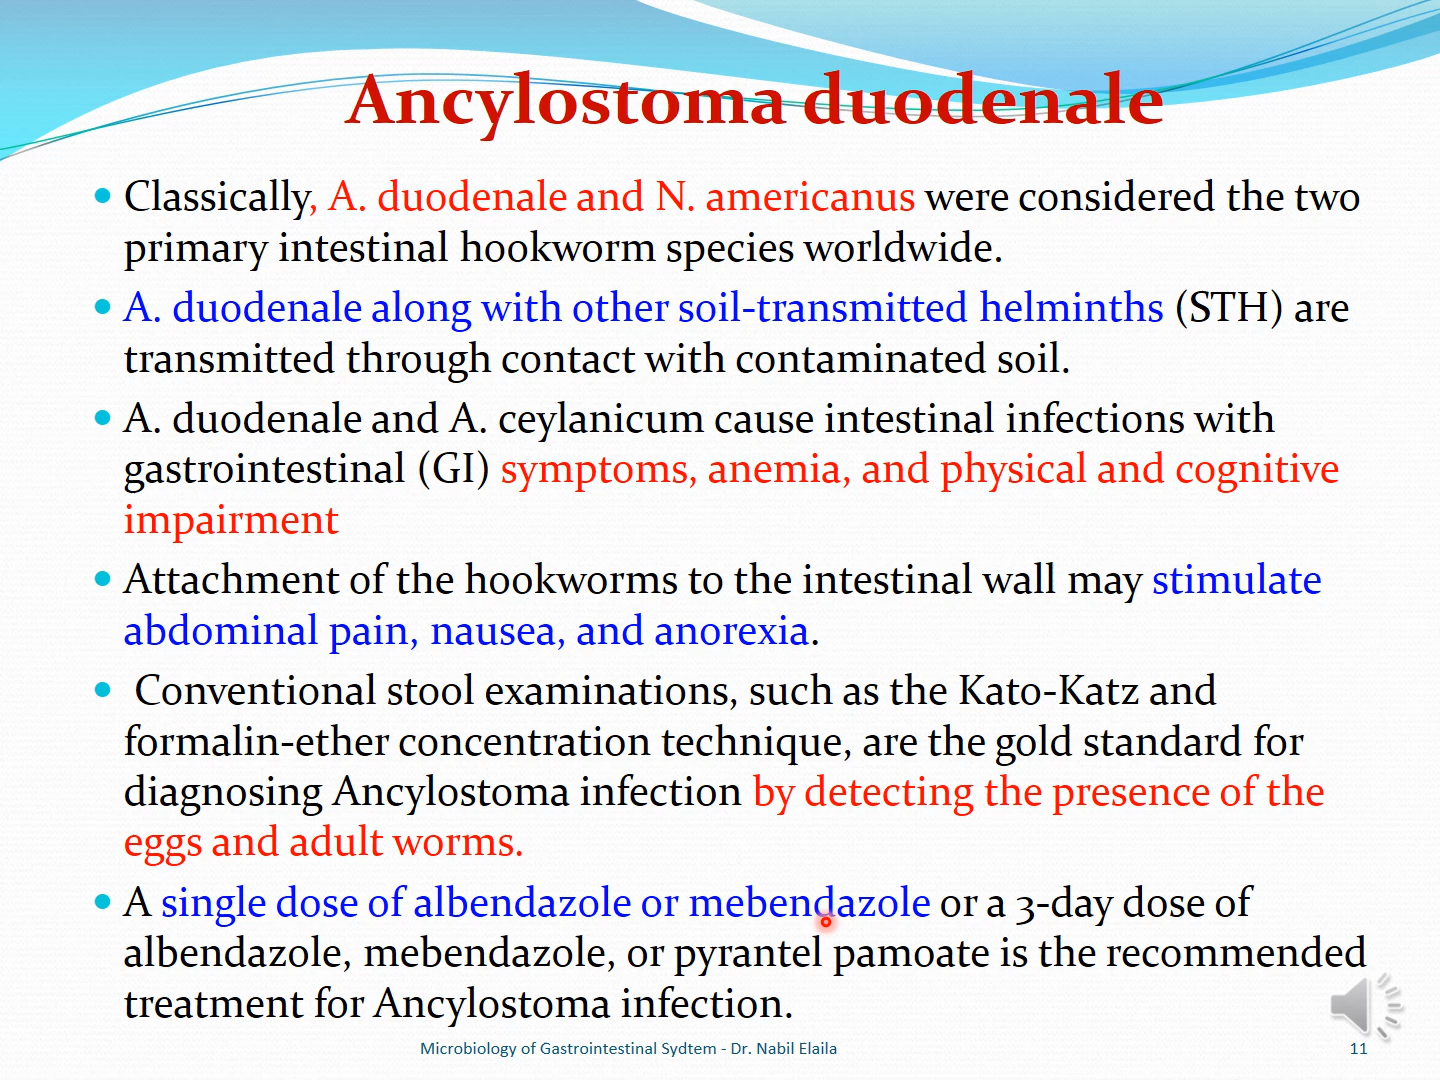 Ancylostoma duodenale
Classically, A. duodenale and N. americanus were considered the two
primary intestinal hookworm species worldwide.
A. duodenale along with other soil-transmitted helminths (STH) are
transmitted through contact with contaminated soil.
A. duodenale and A. ceylanicum cause intestinal infections with
gastrointestinal (GI) symptoms, anemia, and physical and cognitive
impairment
Attachment of the hookworms to the intestinal wall may stimulate
abdominal pain, nausea, and anorexia.
Conventional stool examinations, such as the Kato-Katz and
formalin-ether concentration technique, are the gold standard for
diagnosing Ancylostoma infection by detecting the presence of the
eggs and adult worms.
A single dose of albendazole or mebendazole or a 3-day dose of
albendazole, mebendazole, or pyrantel pamoate is the recommended
treatment for Ancylostoma infection.
Microbiology of Gastrointestinal Sydtem - Dr. Nabil Elaila
11